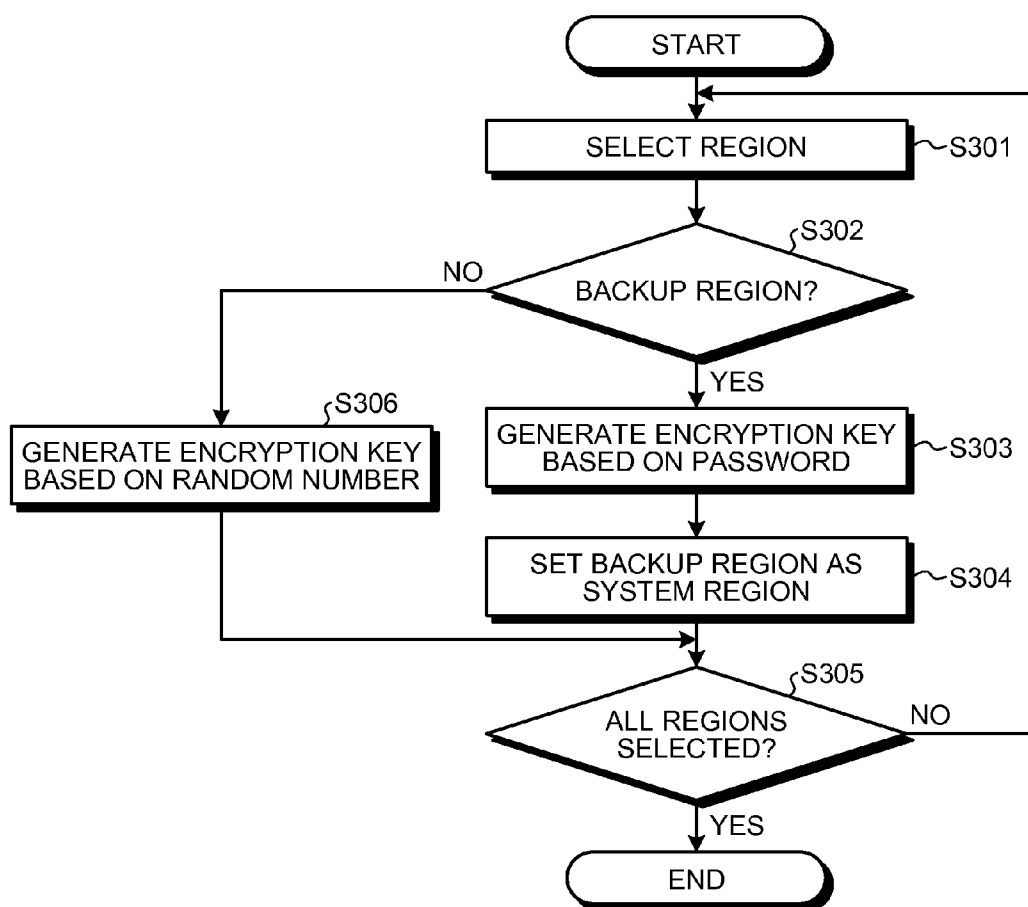 START
SELECT REGION
S301
S302
NO
BACKUP REGION?
YES
S306
GENERATE ENCRYPTION KEY
BASED ON RANDOM NUMBER
GENERATE ENCRYPTION KEY
BASED ON PASSWORD
S303
SET BACKUP REGION AS
SYSTEM REGION
S304
S305
ALL REGIONS
SELECTED?
NO
YES
END